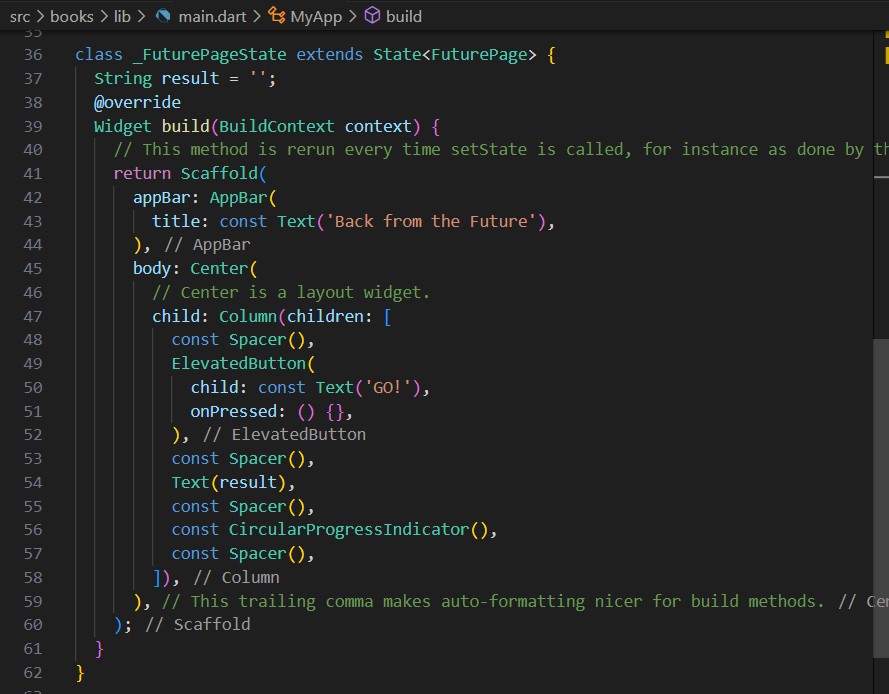 src > books > lib > main.dart > MyApp > build
35
36 class _FuturePageState extends State<FuturePage> {
37 String result = '';
38 @override
39 Widget build(BuildContext context) {
40 // This method is rerun every time setState is called, for instance as done by th
41 return Scaffold(
42 appBar: AppBar(
43 title: const Text('Back from the Future'),
44 ), // AppBar
45 body: Center(
46 // Center is a layout widget.
47 child: Column(children: [
48 const Spacer(),
49 ElevatedButton(
50 child: const Text('GO!'),
51 onPressed: () {},
52 ), // ElevatedButton
53 const Spacer(),
54 Text(result),
55 const Spacer(),
56 const CircularProgressIndicator(),
57 const Spacer(),
58 ]), // Column
59 ), // This trailing comma makes auto-formatting nicer for build methods. // Cen
60 ); // Scaffold
61 }
62 }